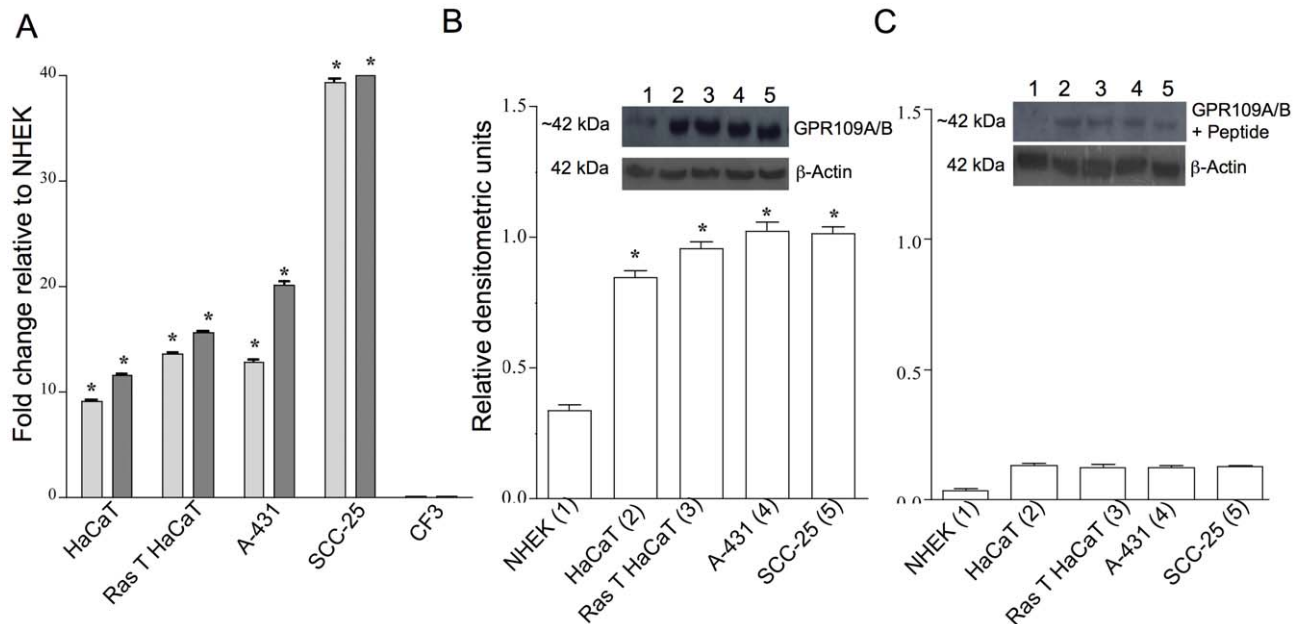 A
Fold change relative to NHEK
40
30
20
10
0
* * * * * * * *
HaCaT
Ras T HaCaT
A-431
SCC-25
CF3
B
Relative densitometric units
1.5
1.0
0.5
0.0
1 2 3 4 5
~42 kDa GPR109A/B
42 kDa β-Actin
* * * *
NHEK (1)
HaCaT (2)
Ras T HaCaT (3)
A-431 (4)
SCC-25 (5)
C
1.5
1.0
0.5
0.0
1 2 3 4 5
~42 kDa GPR109A/B
+ Peptide
42 kDa β-Actin
NHEK (1)
HaCaT (2)
Ras T HaCaT (3)
A-431 (4)
SCC-25 (5)